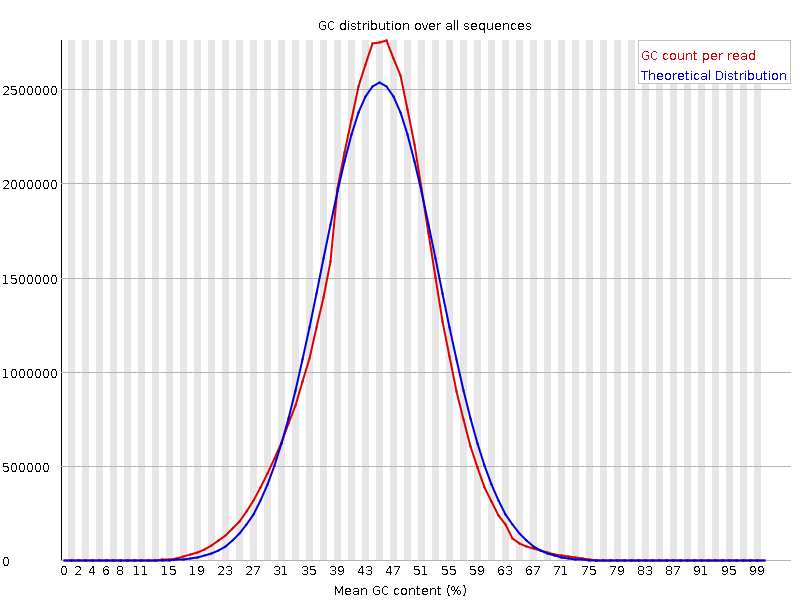 GC distribution over all sequences
GC count per read
Theoretical Distribution
2500000
2000000
1500000
1000000
500000
0
0 2 4 6 8 11 15 19 23 27 31 35 39 43 47 51 55 59 63 67 71 75 79 83 87 91 95 99
Mean GC content (%)